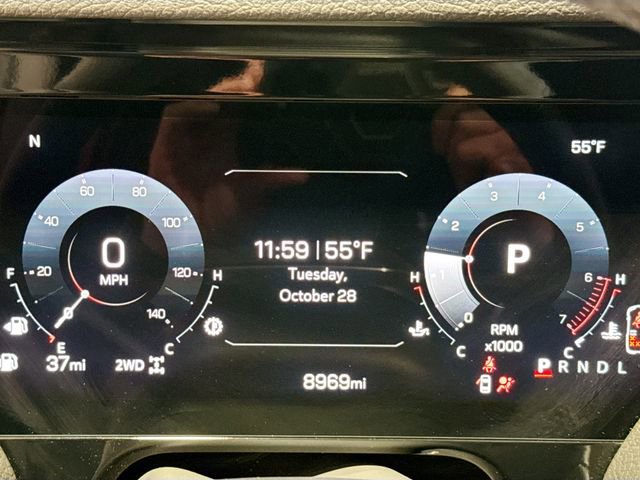 N
55°F
60 80
40 100
20 120
0 140
0
MPH
F H
E C
37mi
2WD
11:59 | 55°F
Tuesday,
October 28
8969mi
3 4
2 5
1 6
0 7
P
H H
C C
RPM
x1000
P R N D L